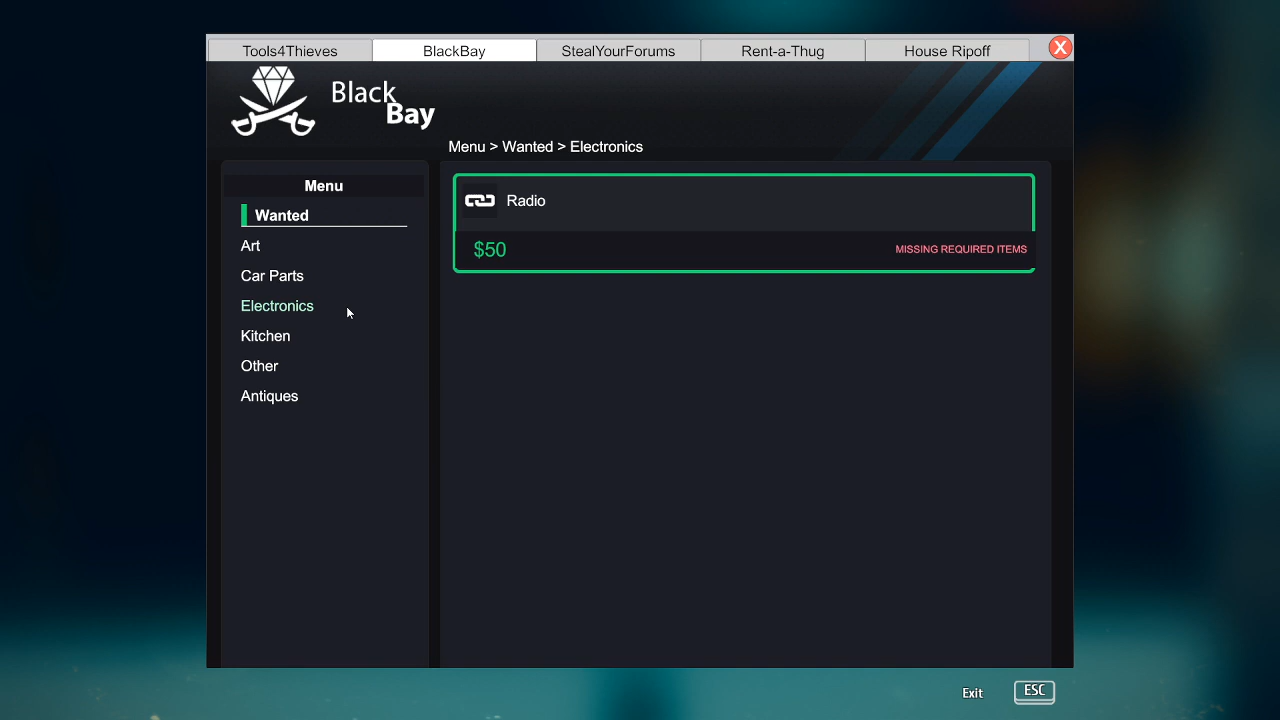 Tools4Thieves BlackBay StealYourForums Rent-a-Thug House Ripoff X
Black
Bay
Menu > Wanted > Electronics
Menu
Wanted
Art
Car Parts
Electronics
Kitchen
Other
Antiques
Radio
$50 MISSING REQUIRED ITEMS
Exit ESC